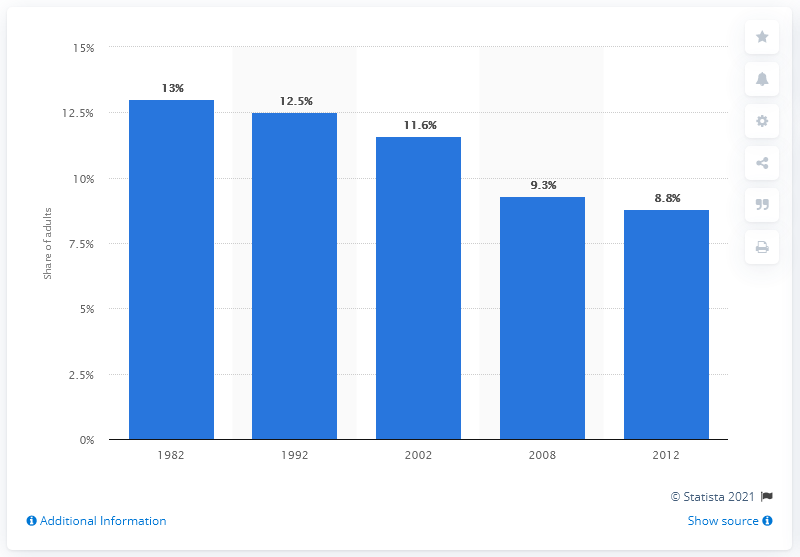 15%
12.5%
10%
7.5%
5%
2.5%
0%
Share of adults
13%
12.5%
11.6%
9.3%
8.8%
1982 1992 2002 2008 2012
© Statista 2021
Additional Information
Show source